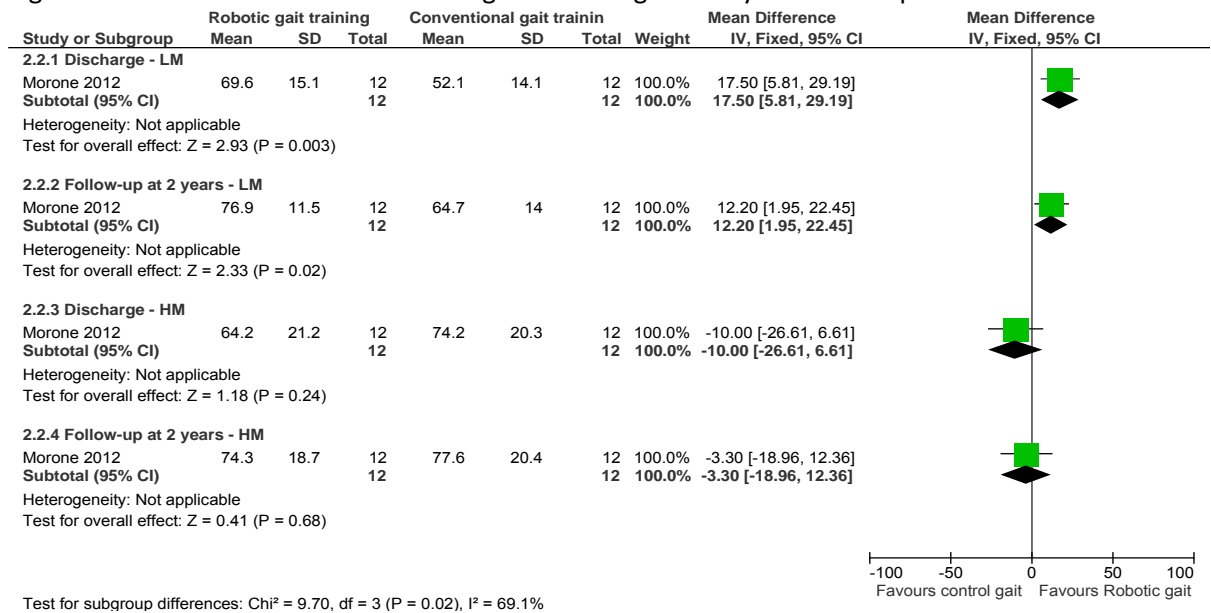 Robotic gait training Conventional gait trainin Mean Difference Mean Difference
Study or Subgroup Mean SD Total Mean SD Total Weight IV, Fixed, 95% CI IV, Fixed, 95% CI
2.2.1 Discharge - LM
Morone 2012 69.6 15.1 12 52.1 14.1 12 100.0% 17.50 [5.81, 29.19]
Subtotal (95% CI) 12 12 100.0% 17.50 [5.81, 29.19]
Heterogeneity: Not applicable
Test for overall effect: Z = 2.93 (P = 0.003)
2.2.2 Follow-up at 2 years - LM
Morone 2012 76.9 11.5 12 64.7 14 12 100.0% 12.20 [1.95, 22.45]
Subtotal (95% CI) 12 12 100.0% 12.20 [1.95, 22.45]
Heterogeneity: Not applicable
Test for overall effect: Z = 2.33 (P = 0.02)
2.2.3 Discharge - HM
Morone 2012 64.2 21.2 12 74.2 20.3 12 100.0% -10.00 [-26.61, 6.61]
Subtotal (95% CI) 12 12 100.0% -10.00 [-26.61, 6.61]
Heterogeneity: Not applicable
Test for overall effect: Z = 1.18 (P = 0.24)
2.2.4 Follow-up at 2 years - HM
Morone 2012 74.3 18.7 12 77.6 20.4 12 100.0% -3.30 [-18.96, 12.36]
Subtotal (95% CI) 12 12 100.0% -3.30 [-18.96, 12.36]
Heterogeneity: Not applicable
Test for overall effect: Z = 0.41 (P = 0.68)
-100 -50 0 50 100
Favours control gait Favours Robotic gait
Test for subgroup differences: Chi² = 9.70, df = 3 (P = 0.02), I² = 69.1%